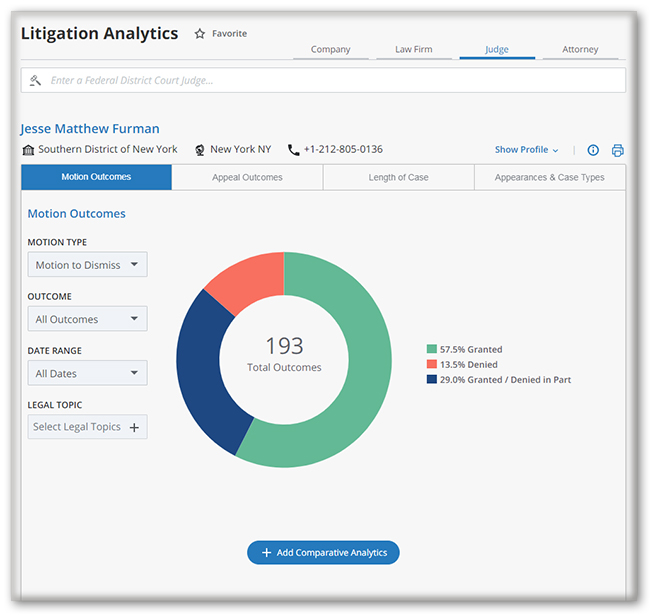 Litigation Analytics Favorite
Company Law Firm Judge Attorney
Enter a Federal District Court Judge...
Jesse Matthew Furman
Southern District of New York New York NY +1-212-805-0136 Show Profile
Motion Outcomes Appeal Outcomes Length of Case Appearances & Case Types
Motion Outcomes
MOTION TYPE
Motion to Dismiss
OUTCOME
All Outcomes
DATE RANGE
All Dates
LEGAL TOPIC
Select Legal Topics +
193
Total Outcomes
57.5% Granted
13.5% Denied
29.0% Granted / Denied in Part
+ Add Comparative Analytics